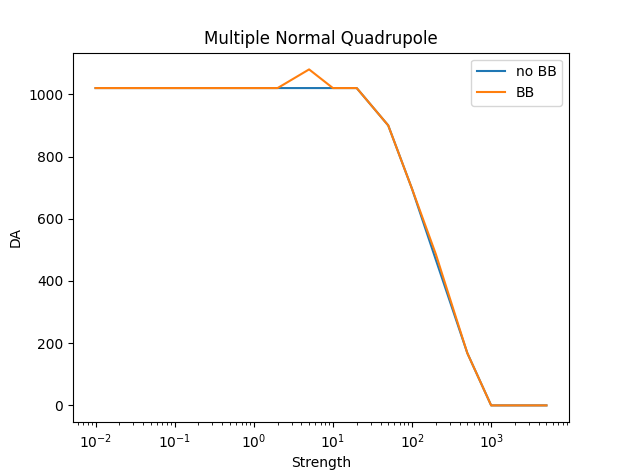 Multiple Normal Quadrupole
no BB
BB
1000
800
600
400
200
0
DA
10⁻² 10⁻¹ 10⁰ 10¹ 10² 10³
Strength